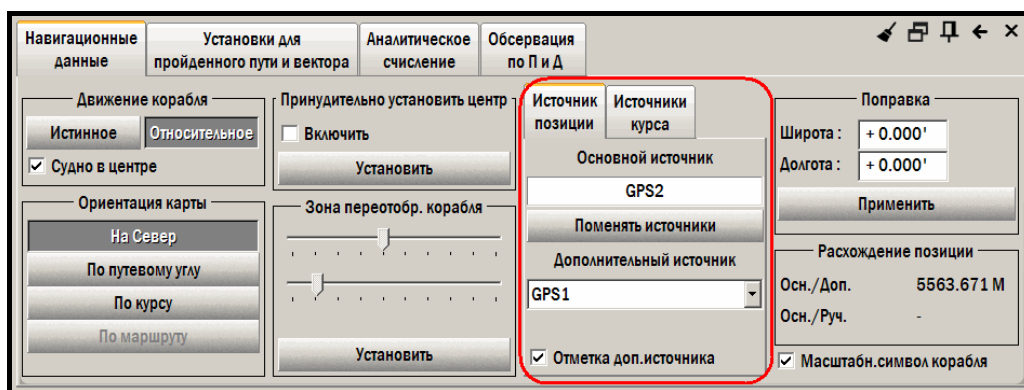 Навигационные данные
Установки для пройденного пути и вектора
Аналитическое счисление
Обсервация по П и Д
Движение корабля
Истинное
Относительное
Судно в центре
Ориентация карты
На Север
По путевому углу
По курсу
По маршруту
Принудительно установить центр
Включить
Установить
Зона переотобр. корабля
Установить
Источник позиции
Источники курса
Основной источник
GPS2
Поменять источники
Дополнительный источник
GPS1
Отметка доп.источника
Поправка
Широта :
+ 0.000'
Долгота :
+ 0.000'
Применить
Расхождение позиции
Осн./Доп.
5563.671 М
Осн./Руч.
-
Масштабн.символ корабля